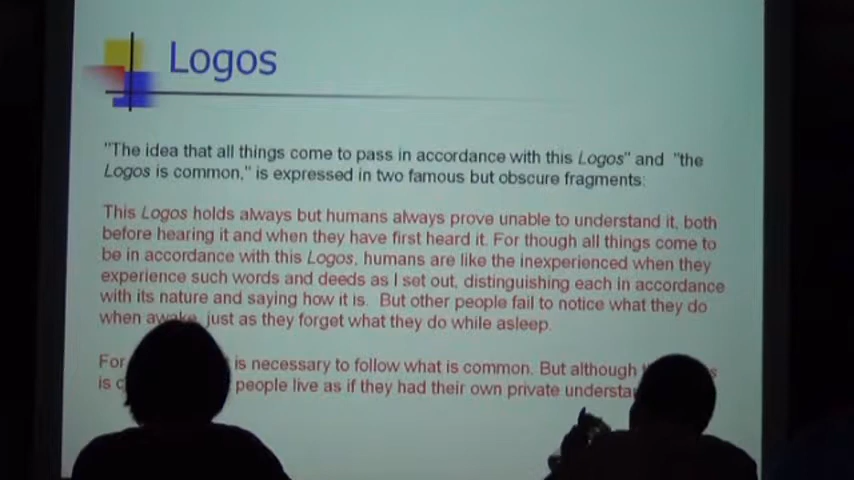 Logos
"The idea that all things come to pass in accordance with this Logos" and "the
Logos is common," is expressed in two famous but obscure fragments:
This Logos holds always but humans always prove unable to understand it, both
before hearing it and when they have first heard it. For though all things come to
be in accordance with this Logos, humans are like the inexperienced when they
experience such words and deeds as I set out, distinguishing each in accordance
with its nature and saying how it is. But other people fail to notice what they do
when awake, just as they forget what they do while asleep.
For is necessary to follow what is common. But although
is people live as if they had their own private